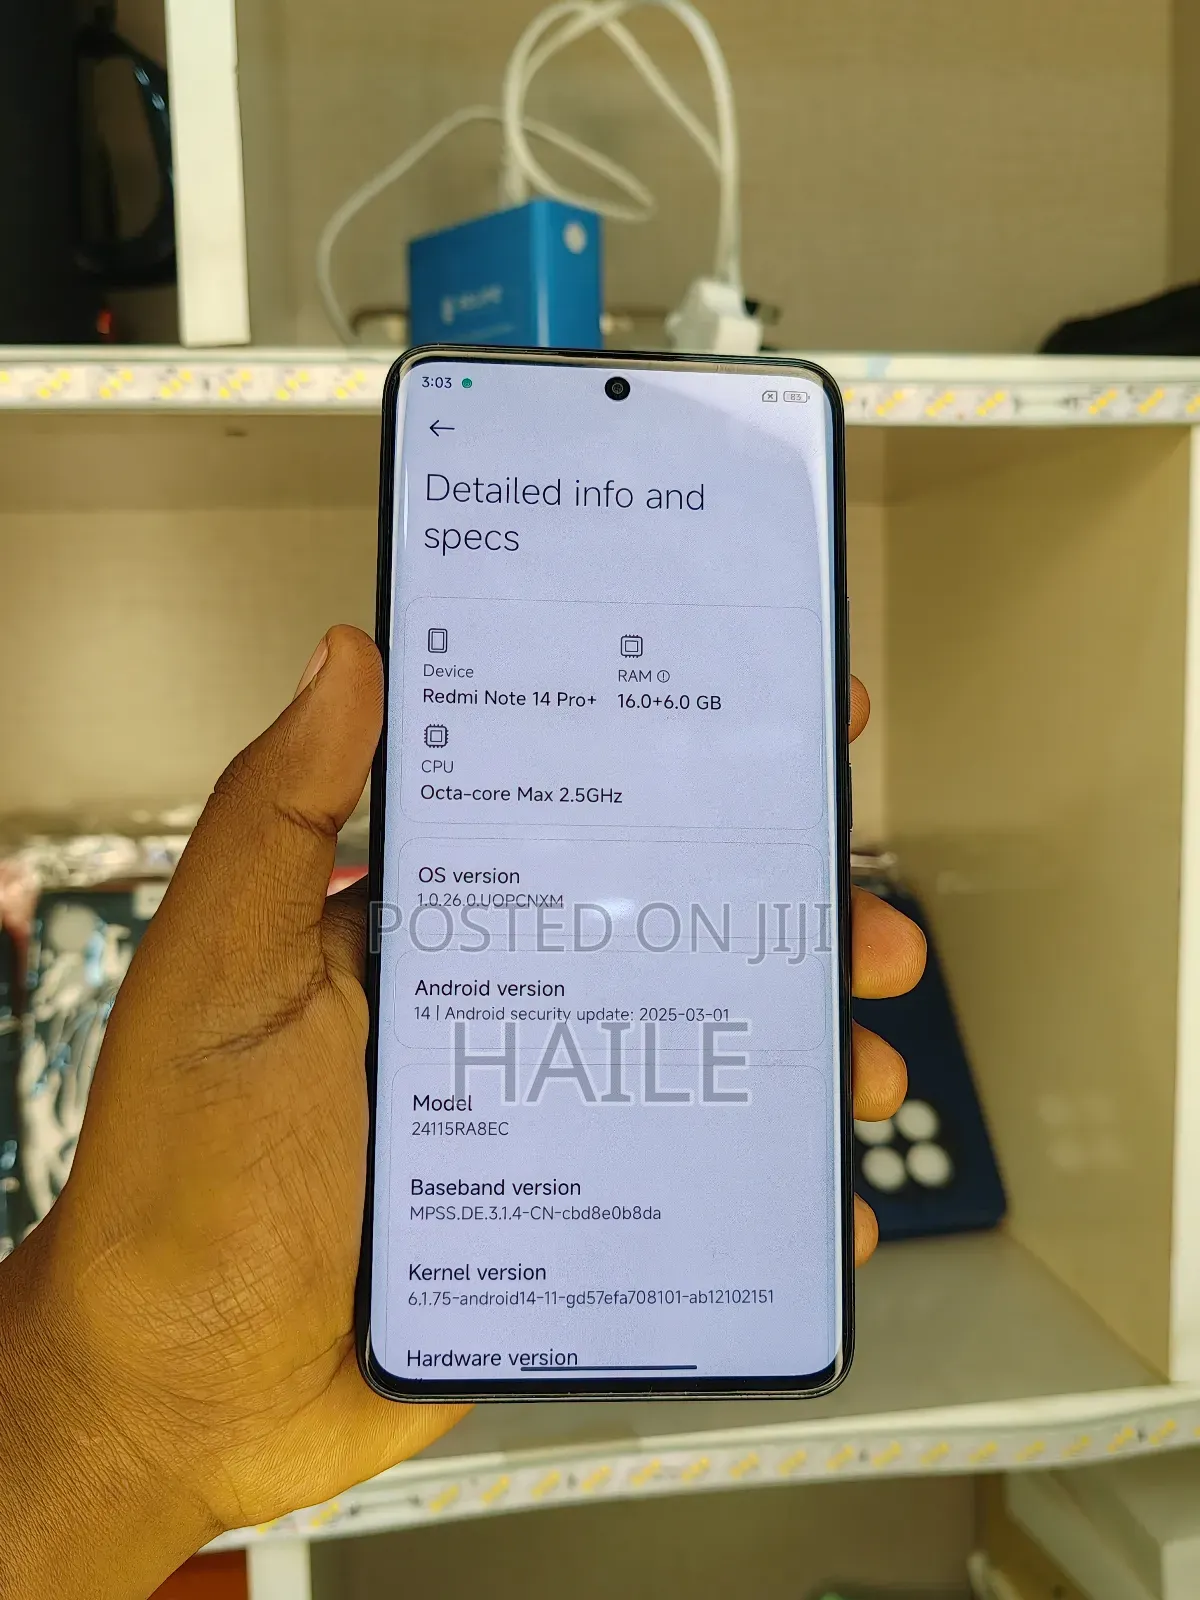 3:03
83
Detailed info and
specs
Device
Redmi Note 14 Pro+
RAM
16.0+6.0 GB
CPU
Octa-core Max 2.5GHz
OS version
1.0.26.0.UOPCNXM
POSTED ON JIJI
Android version
14 | Android security update: 2025-03-01
HAILE
Model
24115RA8EC
Baseband version
MPSS.DE.3.1.4-CN-cbd8e0b8da
Kernel version
6.1.75-android14-11-gd57efa708101-ab12102151
Hardware version